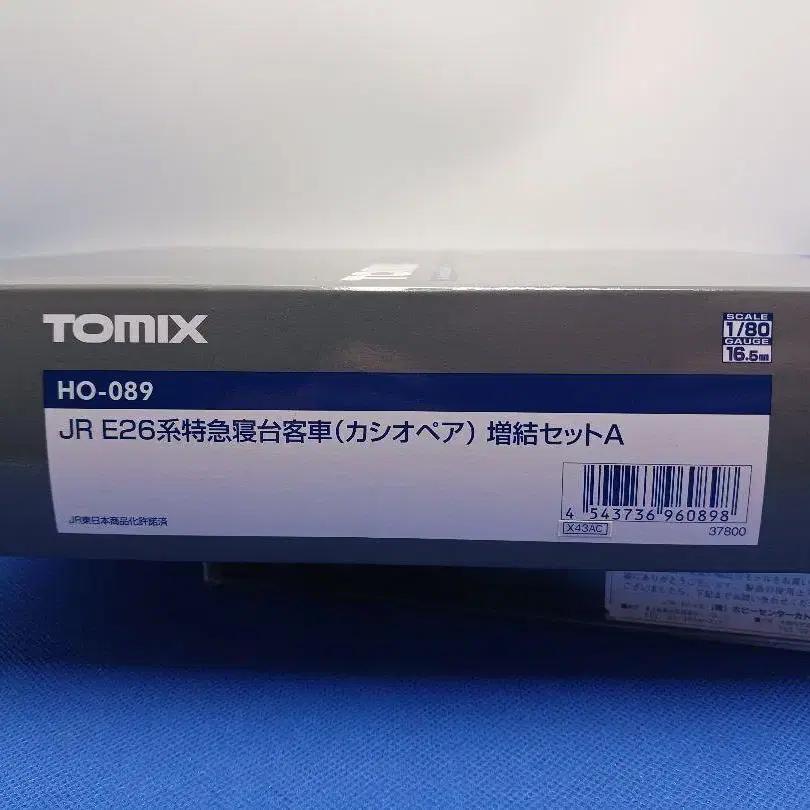 TOMIX
SCALE
1/80
GAUGE
16.5mm
HO-089
JR E26系特急寝台客車(カシオペア) 増結セットA
4 543736 960898
X43AC
37800
JR東日本商品化許諾済